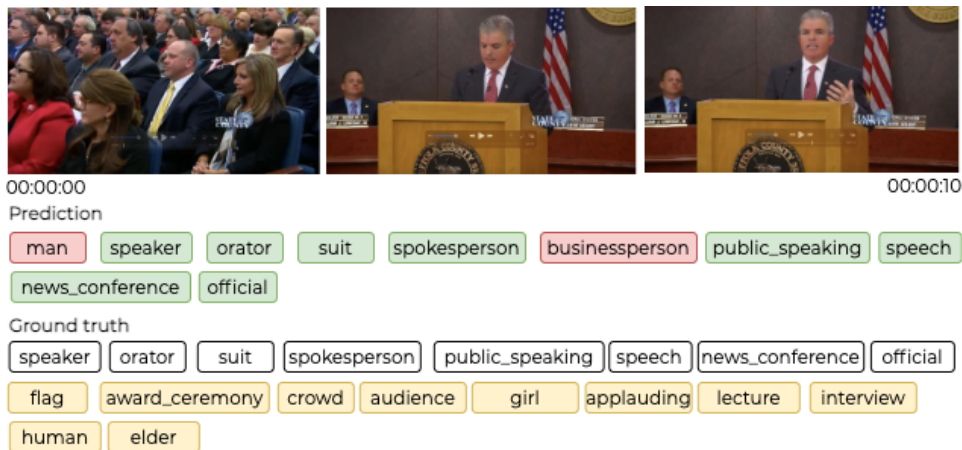 00:00:00 00:00:10
Prediction
man speaker orator suit spokesperson businessperson public_speaking speech
news_conference official
Ground truth
speaker orator suit spokesperson public_speaking speech news_conference official
flag award_ceremony crowd audience girl applauding lecture interview
human elder